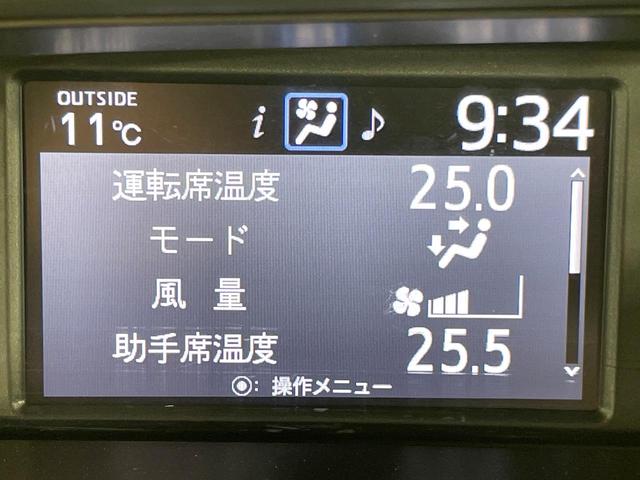 OUTSIDE
11℃ i ♪ 9:34
運転席温度 25.0
モード
風 量
助手席温度 25.5
◉: 操作メニュー